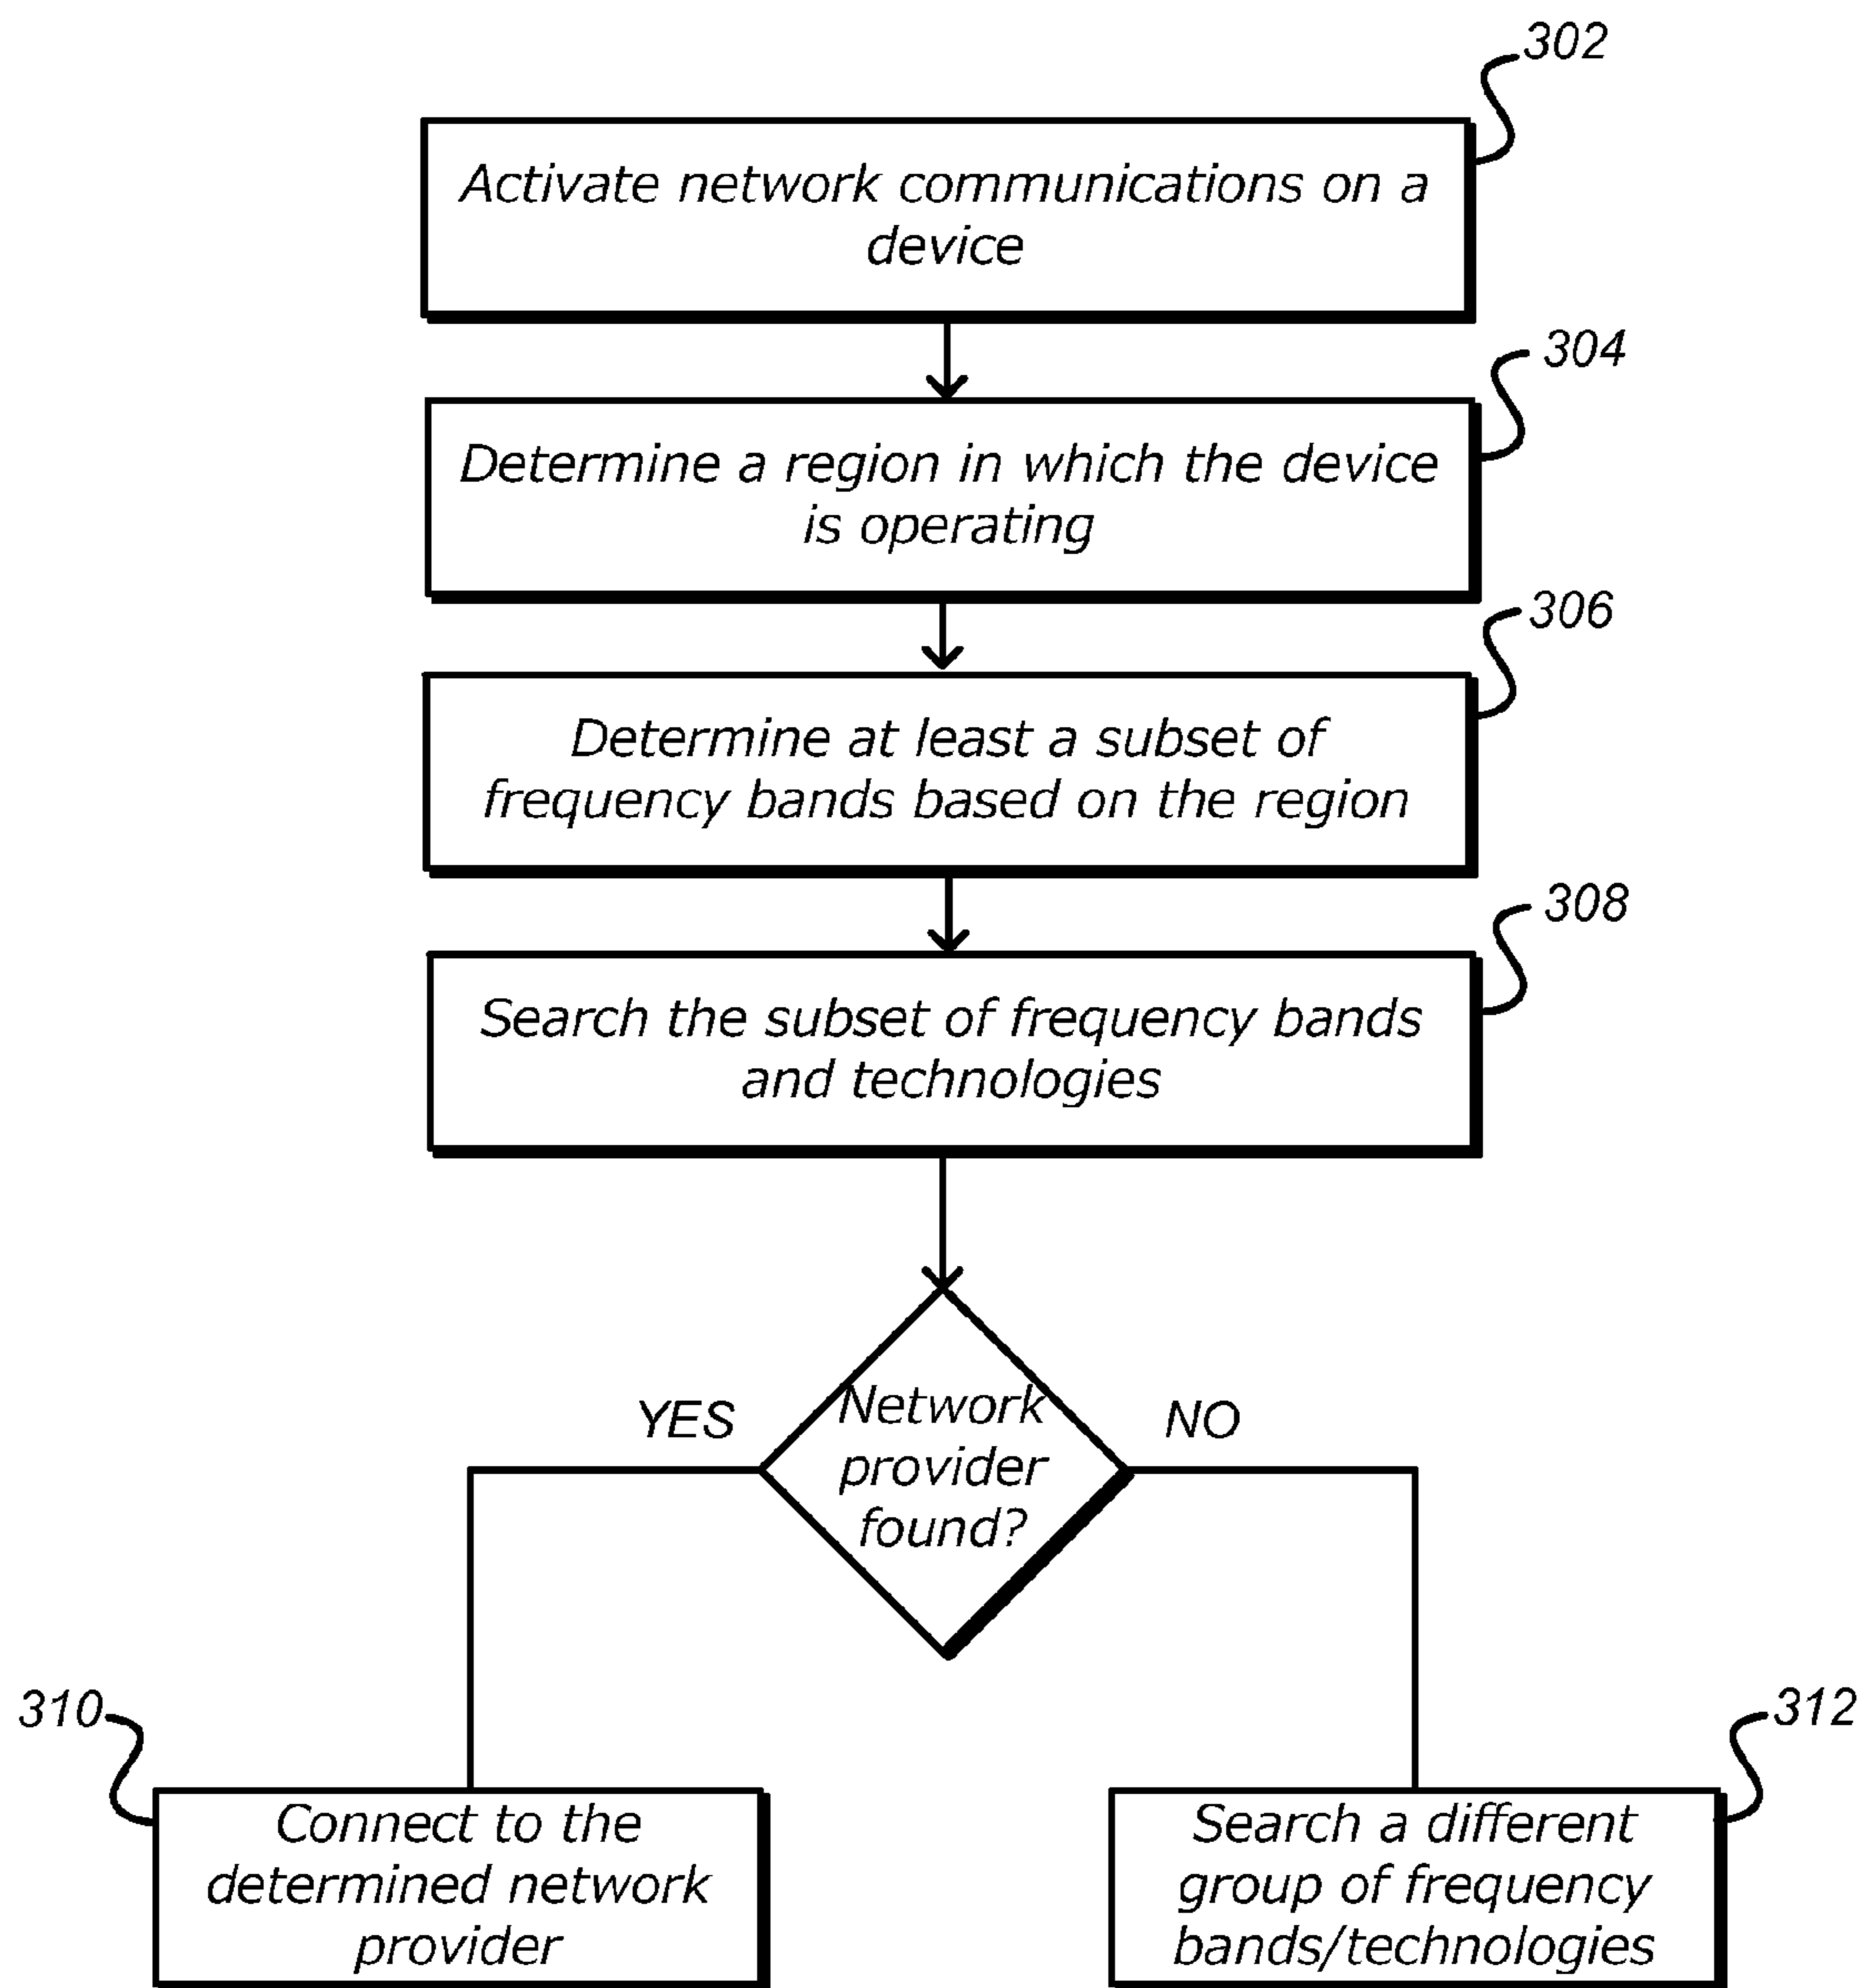 302
Activate network communications on a
device
304
Determine a region in which the device
is operating
306
Determine at least a subset of
frequency bands based on the region
308
Search the subset of frequency bands
and technologies
YES
Network
provider
found?
NO
310
Connect to the
determined network
provider
312
Search a different
group of frequency
bands/technologies